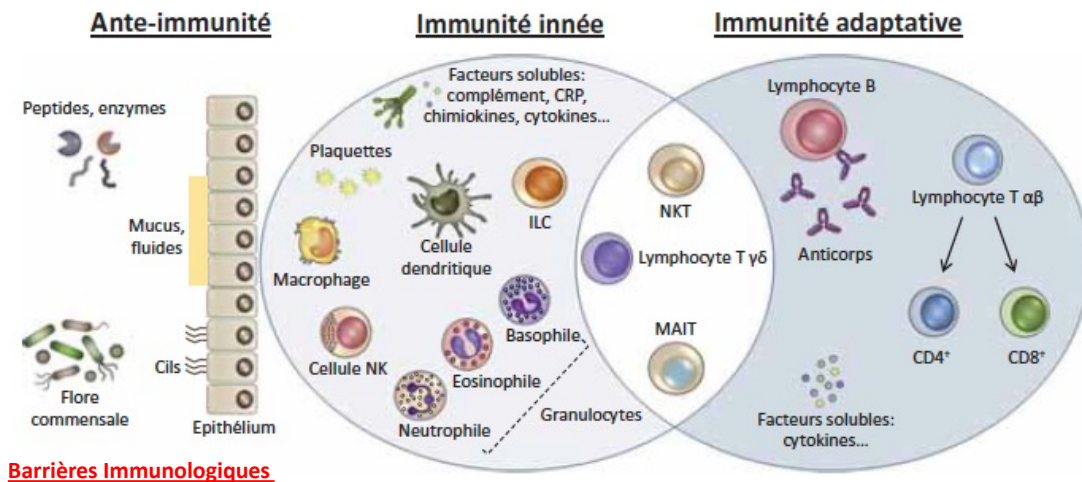 Ante-immunité
Immunité innée
Immunité adaptative
Peptides, enzymes
Mucus,
fluides
Cils
Flore
commensale
Epithélium
Barrières Immunologiques
Facteurs solubles:
complément, CRP,
chimiokines, cytokines...
Plaquettes
Macrophage
Cellule
dendritique
ILC
Cellule NK
Basophile
Eosinophile
Neutrophile
Granulocytes
NKT
Lymphocyte T γδ
MAIT
Lymphocyte B
Anticorps
Lymphocyte T αβ
CD4⁺
CD8⁺
Facteurs solubles:
cytokines...